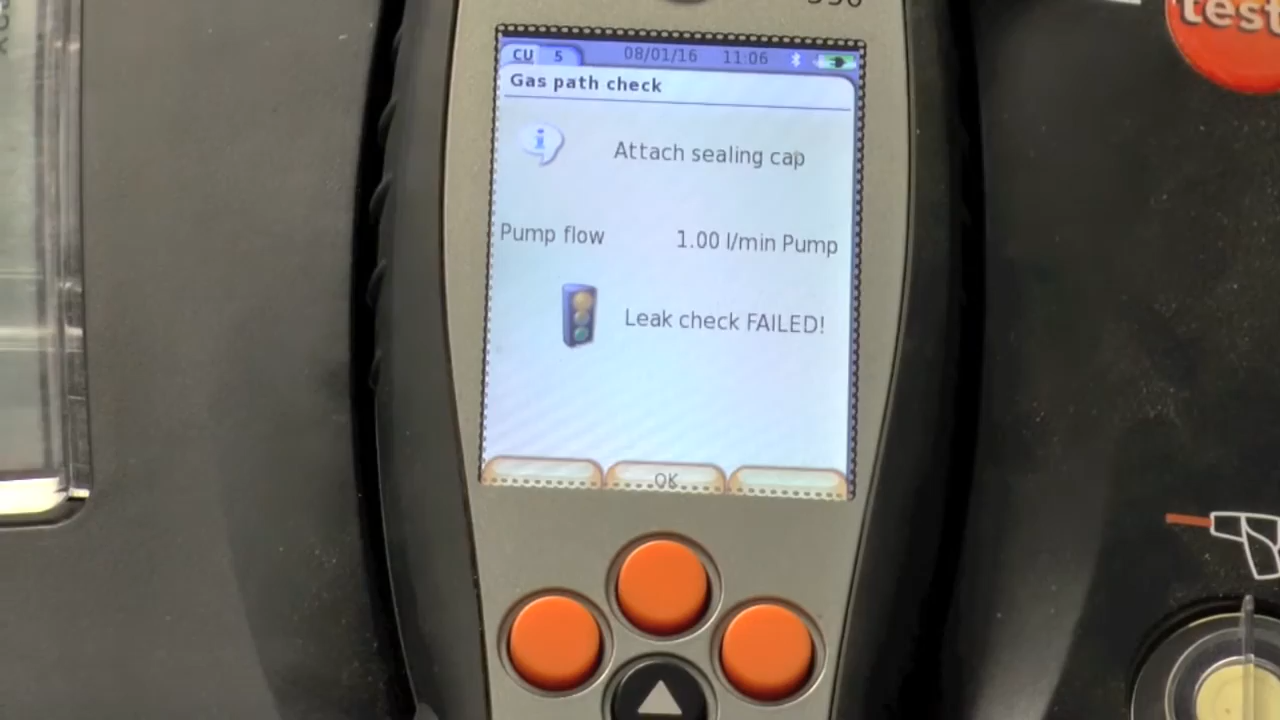 CU 5 08/01/16 11:06
Gas path check
i Attach sealing cap
Pump flow 1.00 l/min Pump
Leak check FAILED!
OK
test